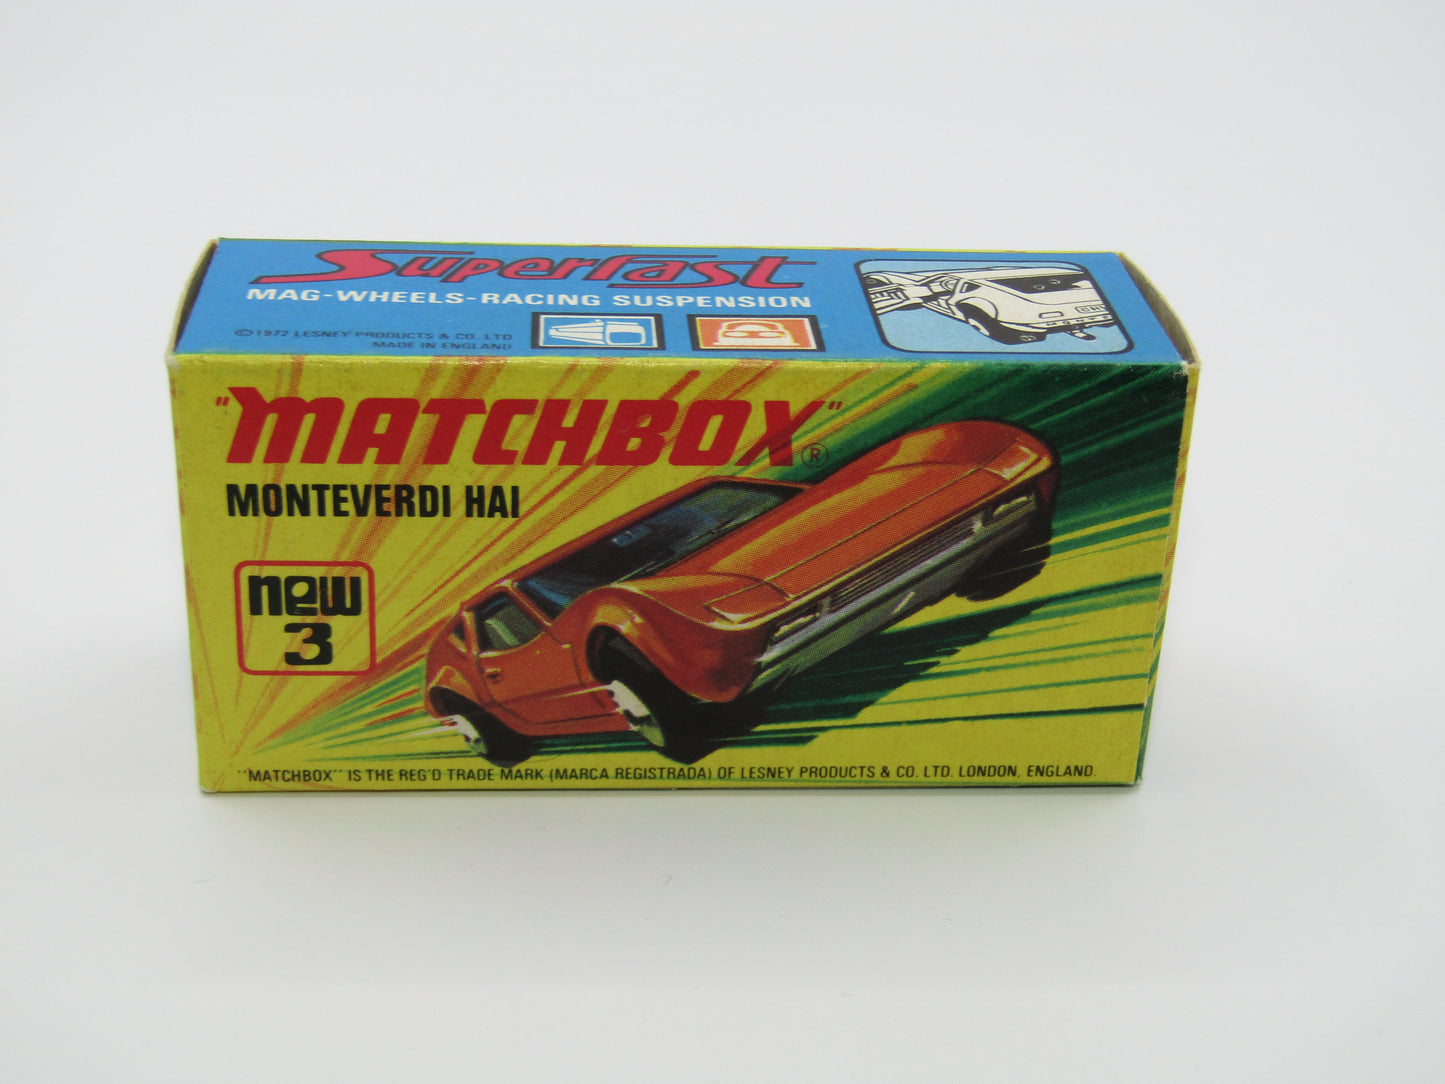 Superfast
MAG-WHEELS-RACING SUSPENSION
©1972 LESNEY PRODUCTS & CO. LTD
MADE IN ENGLAND
"MATCHBOX"®
MONTEVERDI HAI
new
3
"MATCHBOX" IS THE REG'D TRADE MARK (MARCA REGISTRADA) OF LESNEY PRODUCTS & CO. LTD. LONDON, ENGLAND.